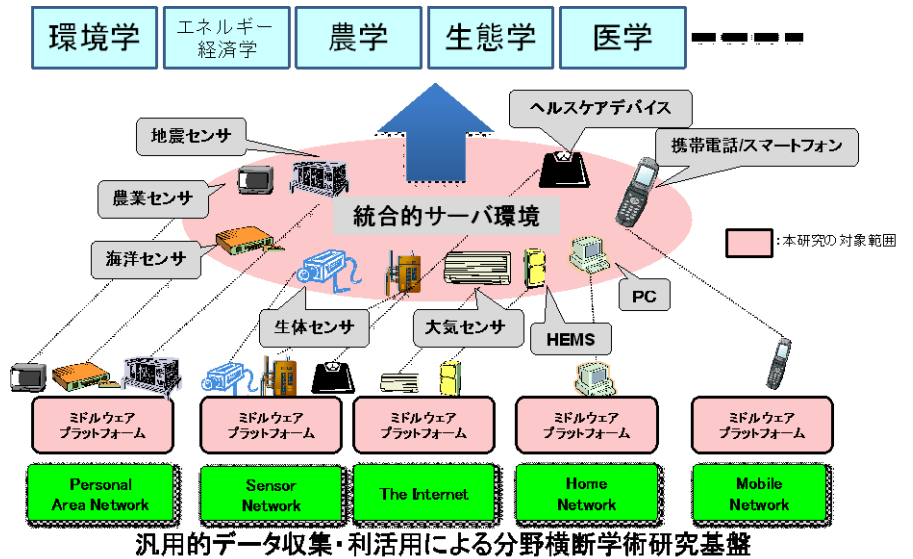 環境学
エネルギー
経済学
農学
生態学
医学
ヘルスケアデバイス
地震センサ
携帯電話/スマートフォン
農業センサ
統合的サーバ環境
:本研究の対象範囲
海洋センサ
PC
生体センサ
大気センサ
HEMS
ミドルウェア
プラットフォーム
ミドルウェア
プラットフォーム
ミドルウェア
プラットフォーム
ミドルウェア
プラットフォーム
ミドルウェア
プラットフォーム
Personal
Area Network
Sensor
Network
The Internet
Home
Network
Mobile
Network
汎用的データ収集・利活用による分野横断学術研究基盤